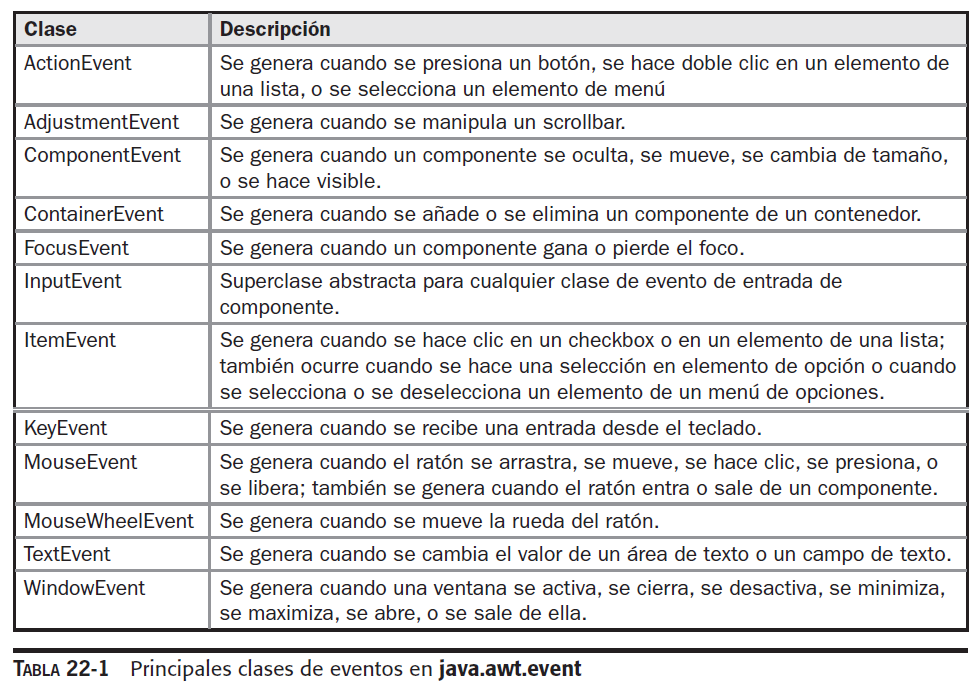 Clase Descripción
ActionEvent Se genera cuando se presiona un botón, se hace doble clic en un elemento de
una lista, o se selecciona un elemento de menú
AdjustmentEvent Se genera cuando se manipula un scrollbar.
ComponentEvent Se genera cuando un componente se oculta, se mueve, se cambia de tamaño,
o se hace visible.
ContainerEvent Se genera cuando se añade o se elimina un componente de un contenedor.
FocusEvent Se genera cuando un componente gana o pierde el foco.
InputEvent Superclase abstracta para cualquier clase de evento de entrada de
componente.
ItemEvent Se genera cuando se hace clic en un checkbox o en un elemento de una lista;
también ocurre cuando se hace una selección en elemento de opción o cuando
se selecciona o se deselecciona un elemento de un menú de opciones.
KeyEvent Se genera cuando se recibe una entrada desde el teclado.
MouseEvent Se genera cuando el ratón se arrastra, se mueve, se hace clic, se presiona, o
se libera; también se genera cuando el ratón entra o sale de un componente.
MouseWheelEvent Se genera cuando se mueve la rueda del ratón.
TextEvent Se genera cuando se cambia el valor de un área de texto o un campo de texto.
WindowEvent Se genera cuando una ventana se activa, se cierra, se desactiva, se minimiza,
se maximiza, se abre, o se sale de ella.
TABLA 22-1 Principales clases de eventos en java.awt.event